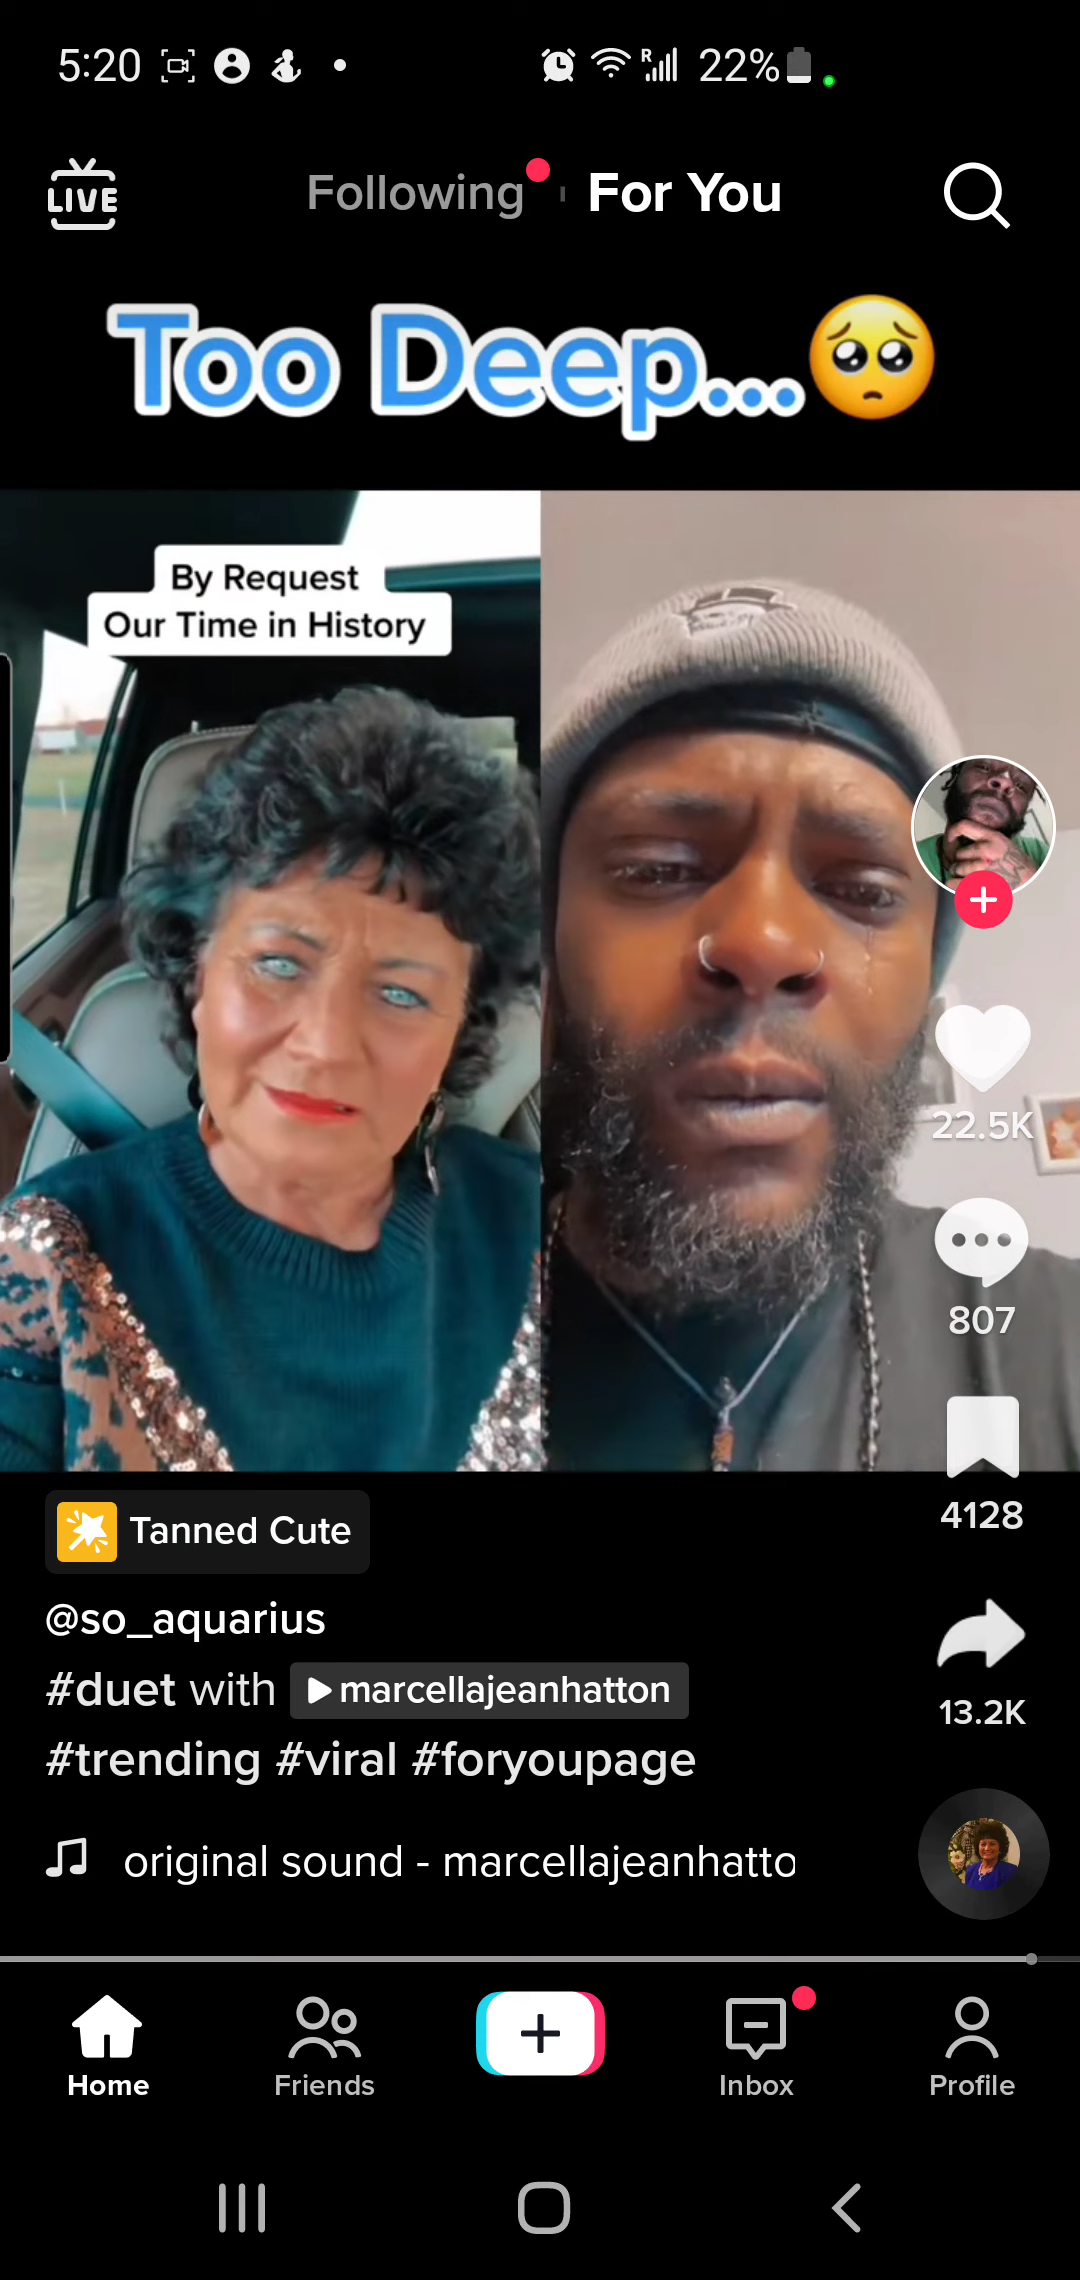 5:20
R
22%
LIVE
Following
For You
Too Deep...🥺
By Request
Our Time in History
22.5K
807
4128
13.2K
Tanned Cute
@so_aquarius
#duet with marcellajeanhatton
#trending #viral #foryoupage
original sound - marcellajeanhatto
Home
Friends
Inbox
Profile